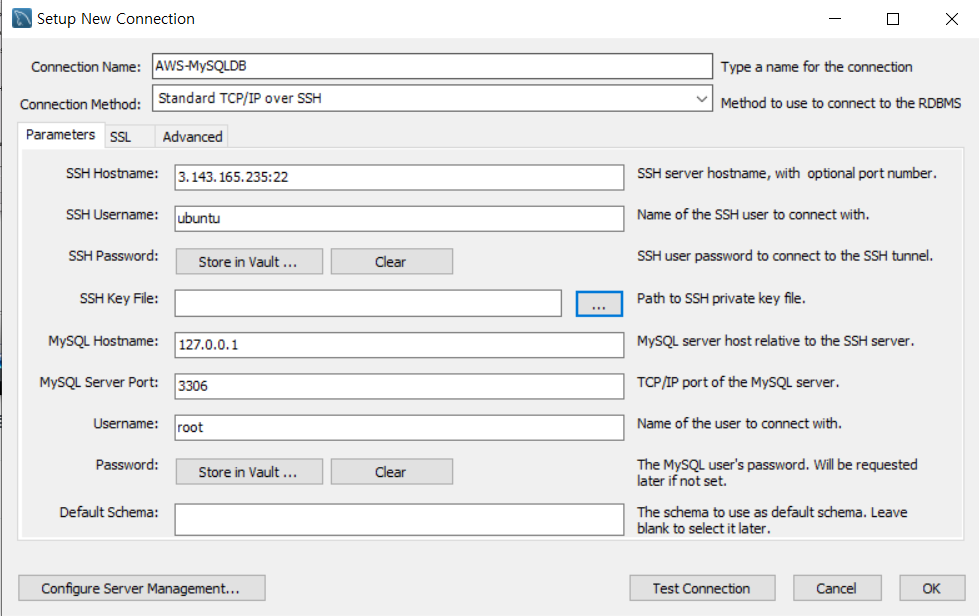 Setup New Connection
Connection Name: AWS-MySQLDB Type a name for the connection
Connection Method: Standard TCP/IP over SSH Method to use to connect to the RDBMS
Parameters SSL Advanced
SSH Hostname: 3.143.165.235:22 SSH server hostname, with optional port number.
SSH Username: ubuntu Name of the SSH user to connect with.
SSH Password: Store in Vault ... Clear SSH user password to connect to the SSH tunnel.
SSH Key File: ... Path to SSH private key file.
MySQL Hostname: 127.0.0.1 MySQL server host relative to the SSH server.
MySQL Server Port: 3306 TCP/IP port of the MySQL server.
Username: root Name of the user to connect with.
Password: Store in Vault ... Clear The MySQL user's password. Will be requested
later if not set.
Default Schema: The schema to use as default schema. Leave
blank to select it later.
Configure Server Management... Test Connection Cancel OK